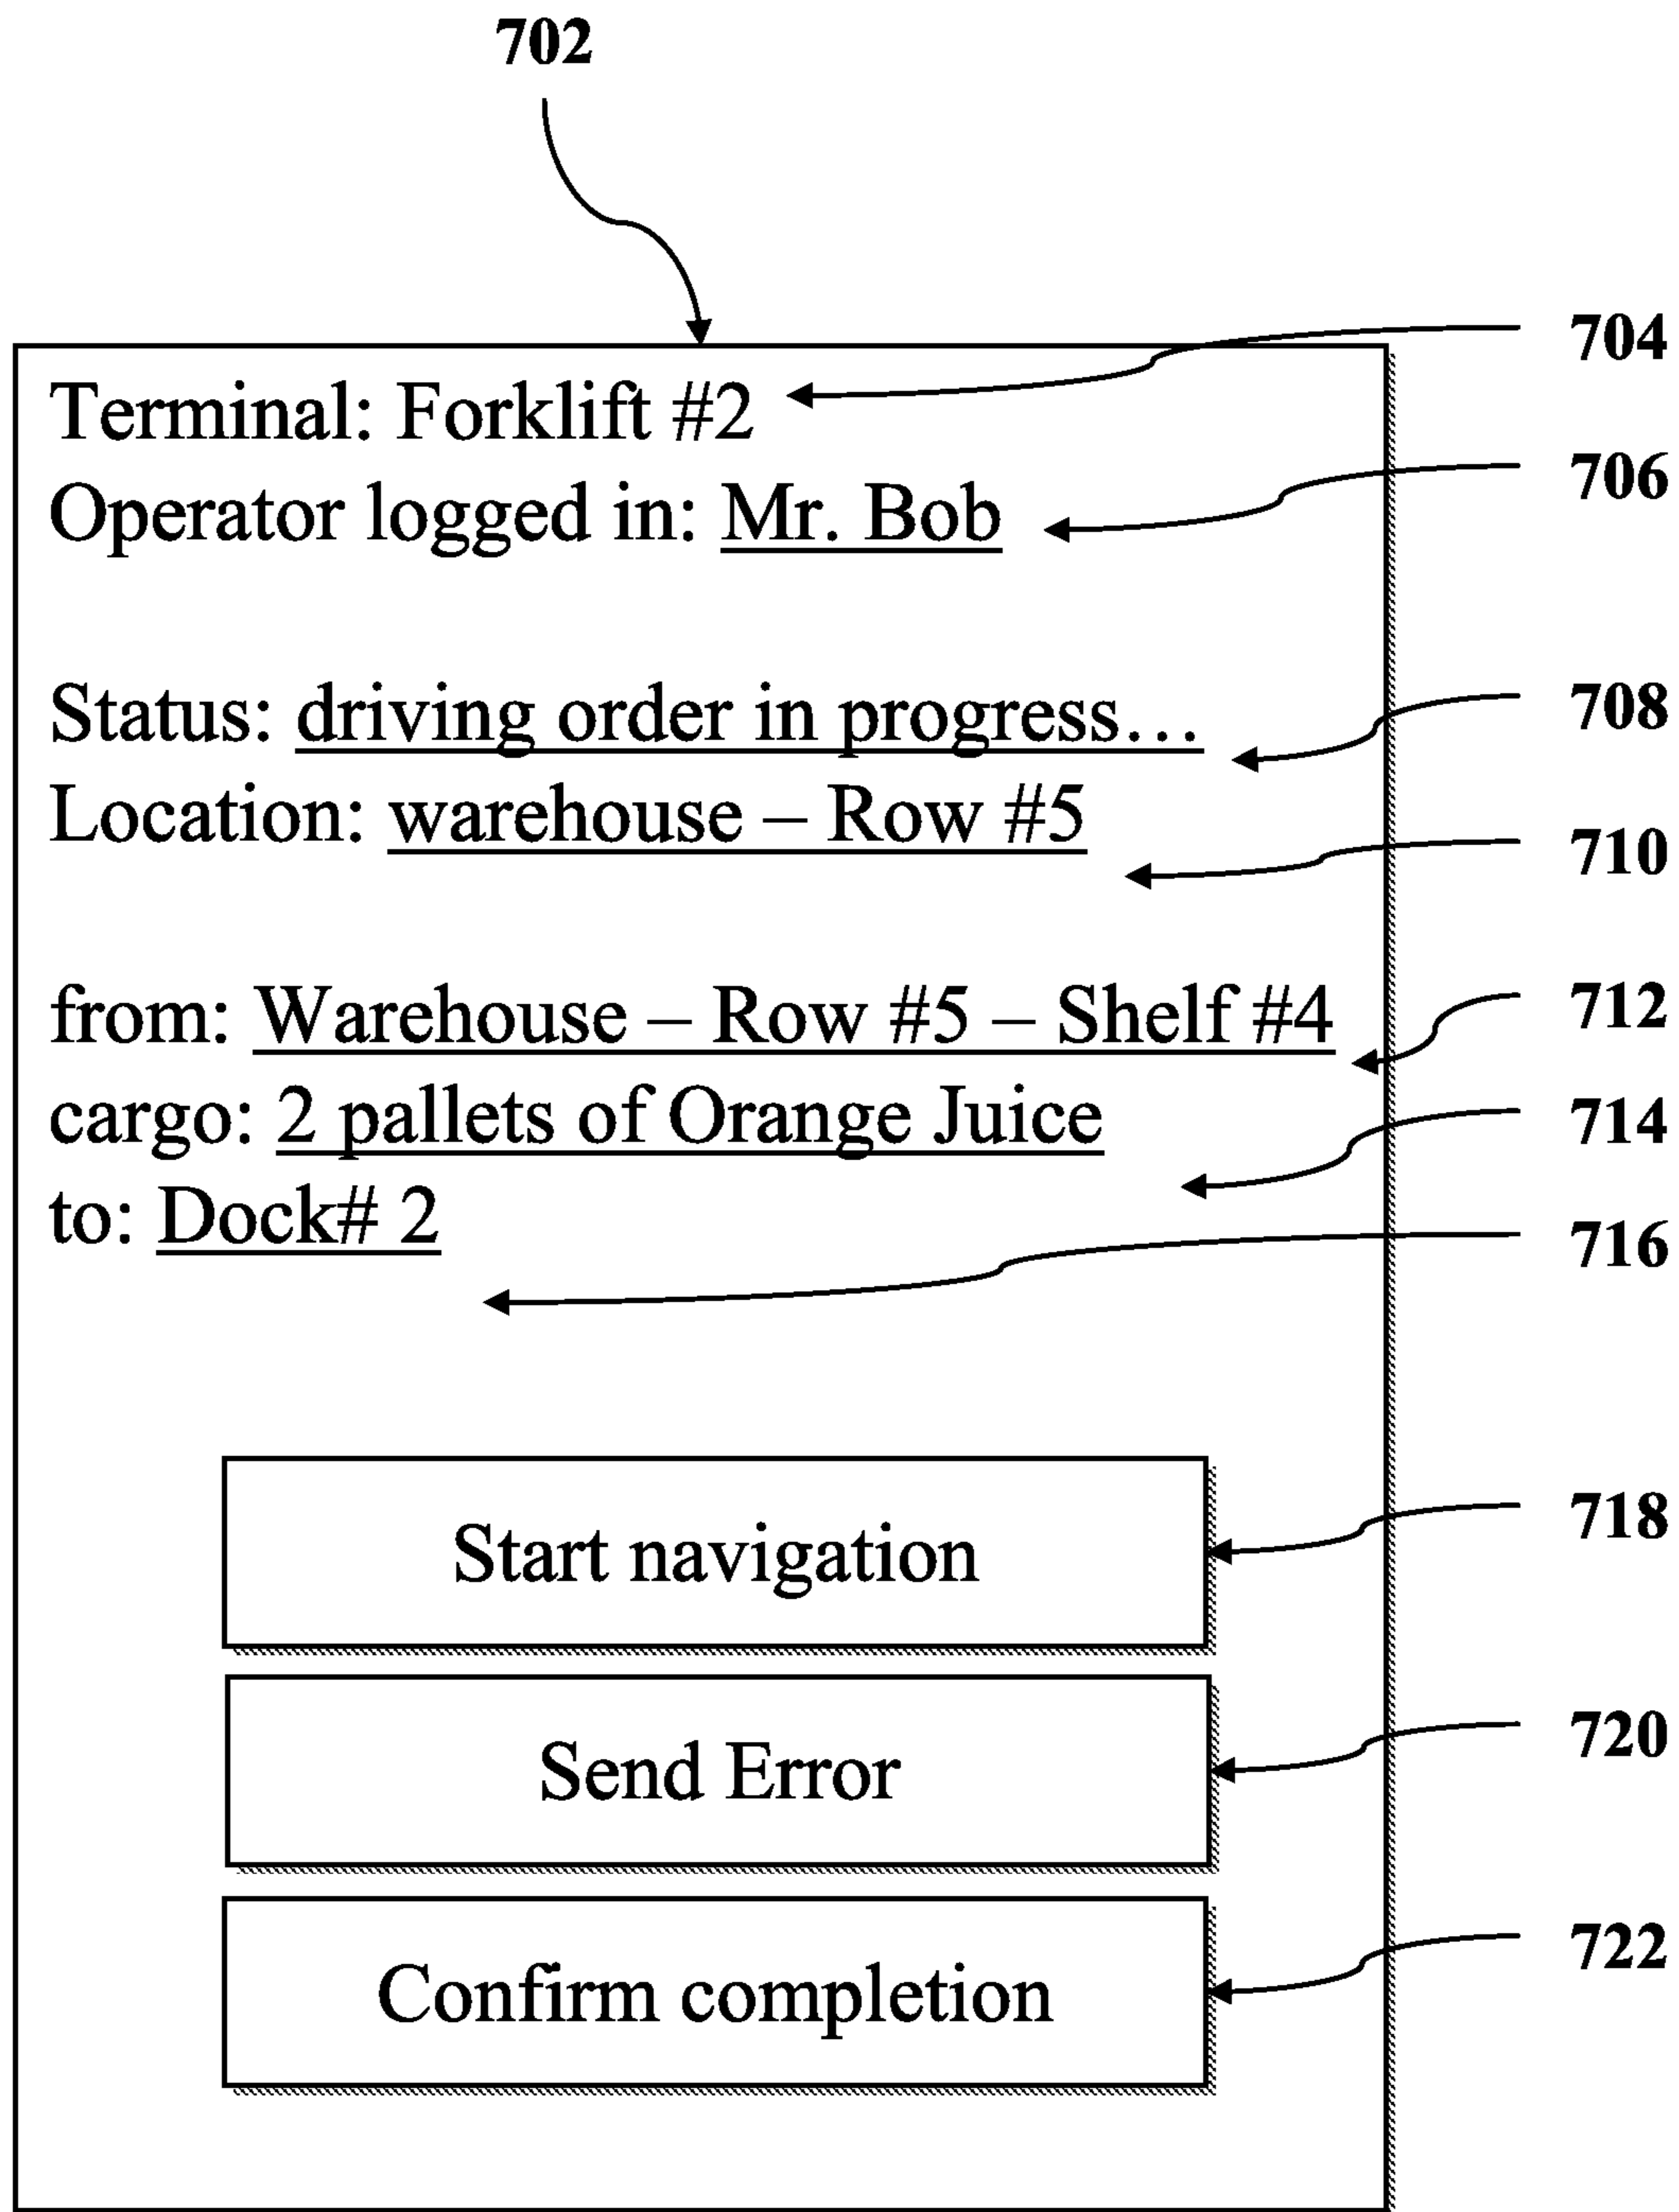 702
Terminal: Forklift #2
704
Operator logged in: Mr. Bob
706
Status: driving order in progress…
708
Location: warehouse – Row #5
710
from: Warehouse – Row #5 – Shelf #4
712
cargo: 2 pallets of Orange Juice
714
to: Dock# 2
716
Start navigation
718
Send Error
720
Confirm completion
722